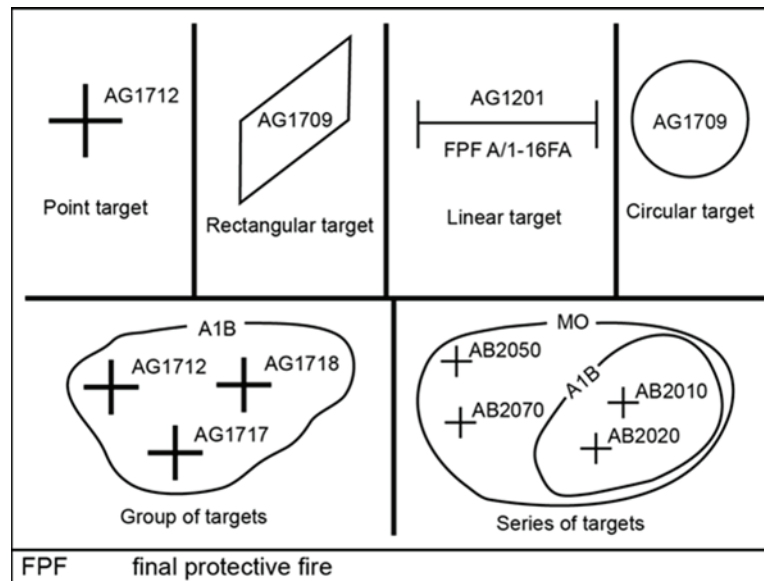 AG1712
Point target
AG1709
Rectangular target
AG1201
FPF A/1-16FA
Linear target
AG1709
Circular target
A1B
AG1712
AG1718
AG1717
Group of targets
MO
AB2050
A1B
AB2010
AB2070
AB2020
Series of targets
FPF final protective fire